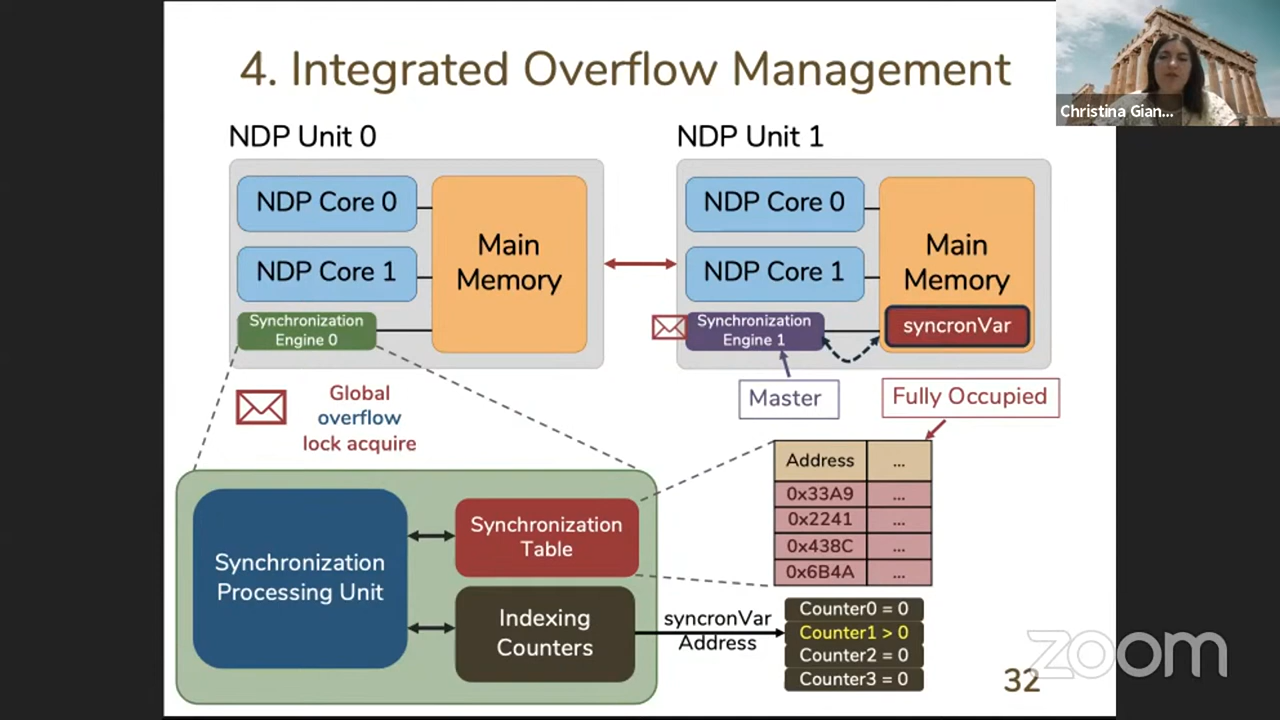 4. Integrated Overflow Management
Christina Gian...
NDP Unit 0
NDP Unit 1
NDP Core 0
NDP Core 1
Main
Memory
Synchronization
Engine 0
NDP Core 0
NDP Core 1
Main
Memory
Synchronization
Engine 1
syncronVar
Master
Fully Occupied
Global
overflow
lock acquire
Synchronization
Processing Unit
Synchronization
Table
Indexing
Counters
syncronVar
Address
Address ...
0x33A9 ...
0x2241 ...
0x438C ...
0x6B4A ...
Counter0 = 0
Counter1 > 0
Counter2 = 0
Counter3 = 0
zoom
32